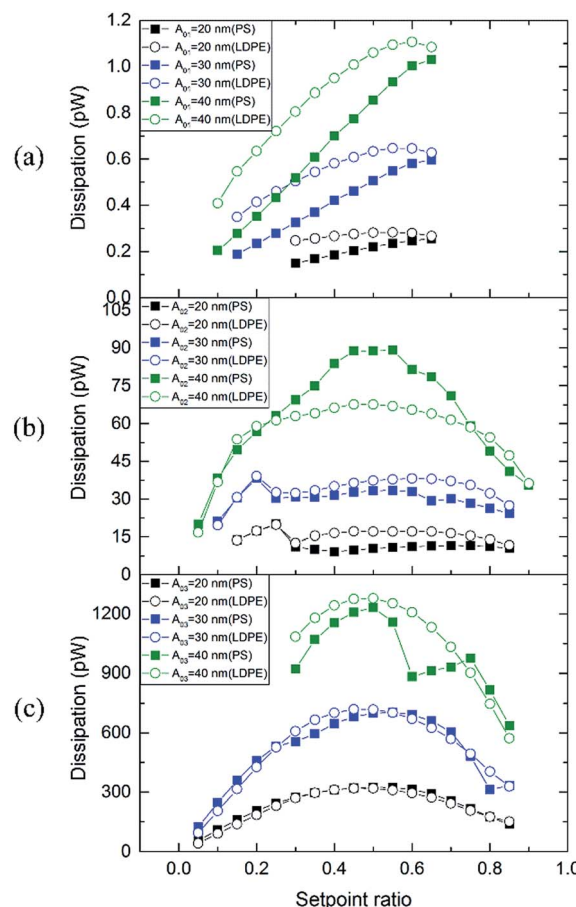 (a)
Dissipation (pW)
1.2
1.0
0.8
0.6
0.4
0.2
0.0
A01=20 nm(PS)
A01=20 nm(LDPE)
A01=30 nm(PS)
A01=30 nm(LDPE)
A01=40 nm(PS)
A01=40 nm(LDPE)
(b)
Dissipation (pW)
105
90
75
60
45
30
15
0
A02=20 nm(PS)
A02=20 nm(LDPE)
A02=30 nm(PS)
A02=30 nm(LDPE)
A02=40 nm(PS)
A02=40 nm(LDPE)
(c)
Dissipation (pW)
1200
900
600
300
0
A03=20 nm(PS)
A03=20 nm(LDPE)
A03=30 nm(PS)
A03=30 nm(LDPE)
A03=40 nm(PS)
A03=40 nm(LDPE)
0.0 0.2 0.4 0.6 0.8 1.0
Setpoint ratio